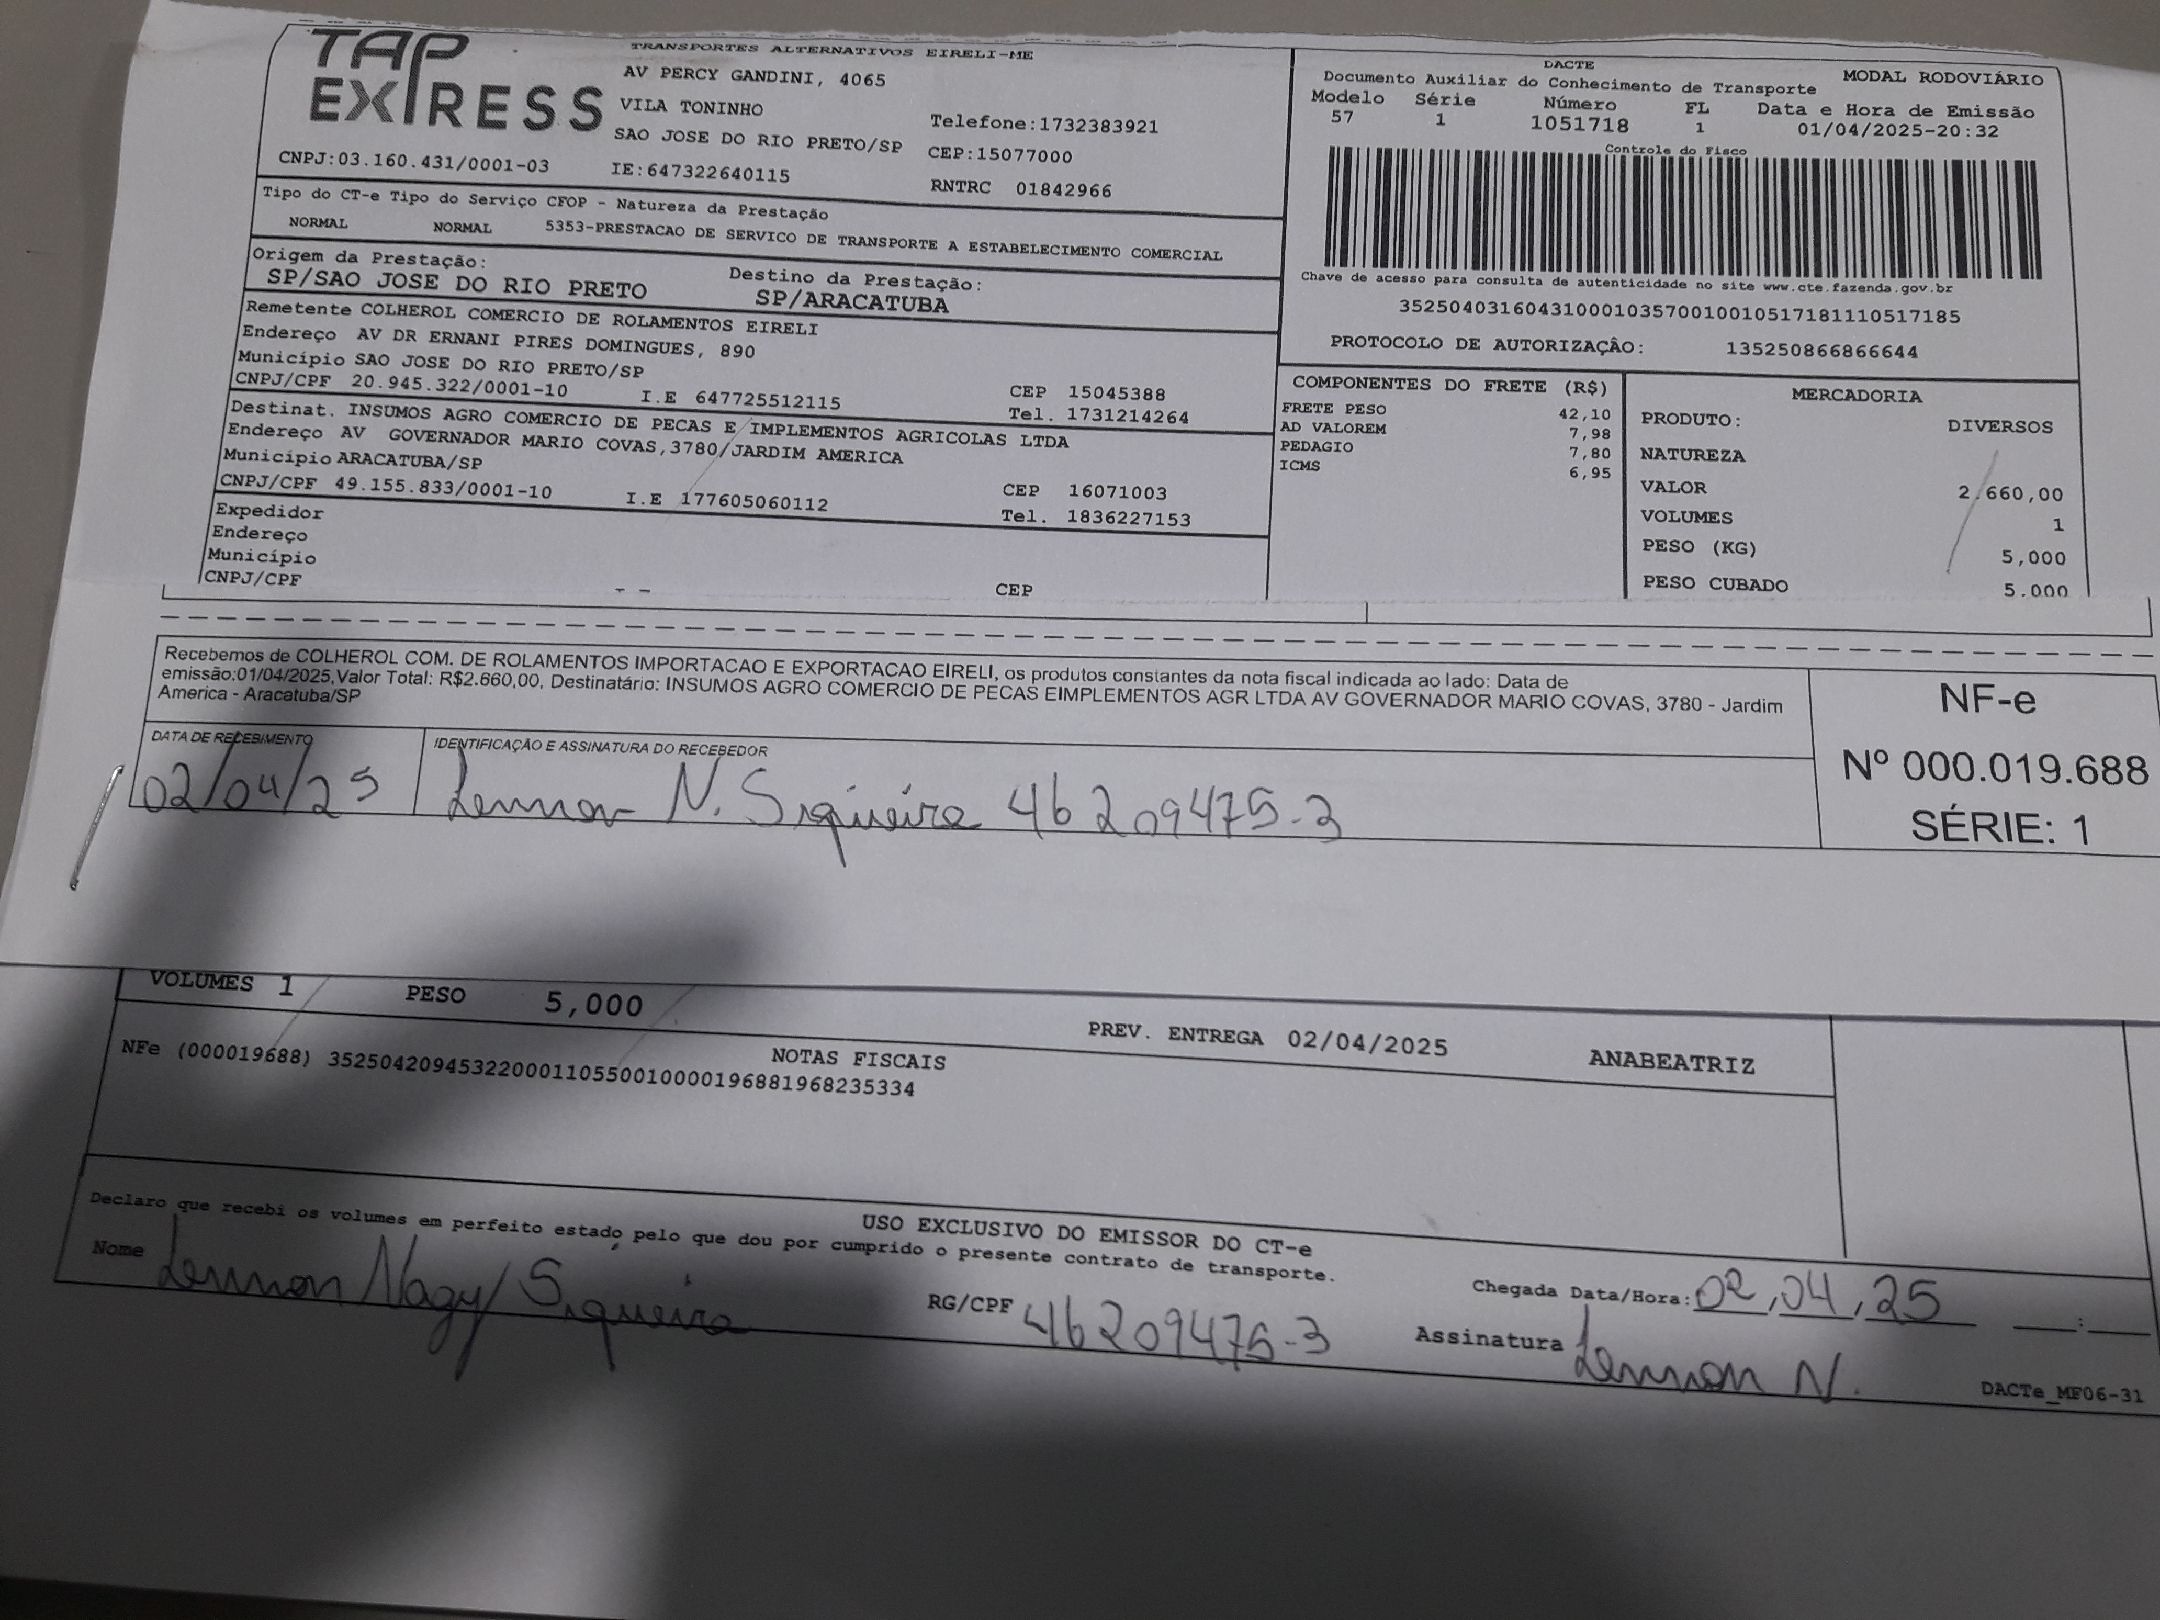 TAP EXPRESS
TRANSPORTES ALTERNATIVOS EIRELI-ME
AV PERCY GANDINI, 4065
VILA TONINHO
SAO JOSE DO RIO PRETO/SP
Telefone:1732383921
CEP:15077000
CNPJ:03.160.431/0001-03 IE:647322640115 RNTRC 01842966
Tipo do CT-e Tipo do Serviço CFOP - Natureza da Prestação
NORMAL NORMAL 5353-PRESTACAO DE SERVICO DE TRANSPORTE A ESTABELECIMENTO COMERCIAL
Origem da Prestação: Destino da Prestação:
SP/SAO JOSE DO RIO PRETO SP/ARACATUBA
Remetente COLHEROL COMERCIO DE ROLAMENTOS EIRELI
Endereço AV DR ERNANI PIRES DOMINGUES, 890
Município SAO JOSE DO RIO PRETO/SP CEP 15045388
CNPJ/CPF 20.945.322/0001-10 I.E 647725512115 Tel. 1731214264
Destinat. INSUMOS AGRO COMERCIO DE PECAS E IMPLEMENTOS AGRICOLAS LTDA
Endereço AV GOVERNADOR MARIO COVAS,3780/JARDIM AMERICA
Município ARACATUBA/SP CEP 16071003
CNPJ/CPF 49.155.833/0001-10 I.E 177605060112 Tel. 1836227153
Expedidor
Endereço
Município
CNPJ/CPF - - CEP
DACTE MODAL RODOVIÁRIO
Documento Auxiliar do Conhecimento de Transporte
Modelo Série Número FL Data e Hora de Emissão
57 1 1051718 1 01/04/2025-20:32
Controle do Fisco
Chave de acesso para consulta de autenticidade no site www.cte.fazenda.gov.br
35250403160431000103570010010517181110517185
PROTOCOLO DE AUTORIZAÇÂO: 135250866866644
COMPONENTES DO FRETE (R$)
FRETE PESO 42,10
AD VALOREM 7,98
PEDAGIO 7,80
ICMS 6,95
MERCADORIA
PRODUTO: DIVERSOS
NATUREZA
VALOR 2.660,00
VOLUMES 1
PESO (KG) 5,000
PESO CUBADO 5.000
Recebemos de COLHEROL COM. DE ROLAMENTOS IMPORTACAO E EXPORTACAO EIRELI, os produtos constantes da nota fiscal indicada ao lado: Data de
emissão:01/04/2025,Valor Total: R$2.660,00, Destinatário: INSUMOS AGRO COMERCIO DE PECAS EIMPLEMENTOS AGR LTDA AV GOVERNADOR MARIO COVAS, 3780 - Jardim
America - Aracatuba/SP
DATA DE RECEBIMENTO IDENTIFICAÇÃO E ASSINATURA DO RECEBEDOR
02/04/25 Lennon N. Siqueira 46209475-3
NF-e
Nº 000.019.688
SÉRIE: 1
VOLUMES 1 PESO 5,000 PREV. ENTREGA 02/04/2025 ANABEATRIZ
NOTAS FISCAIS
NFe (000019688) 35250420945322000110550010000196881968235334
USO EXCLUSIVO DO EMISSOR DO CT-e
Declaro que recebi os volumes em perfeito estado pelo que dou por cumprido o presente contrato de transporte.
Nome Lennon Nagy Siqueira RG/CPF 46209475-3
Chegada Data/Hora: 02,04,25 :
Assinatura Lennon N.
DACTe_MF06-31